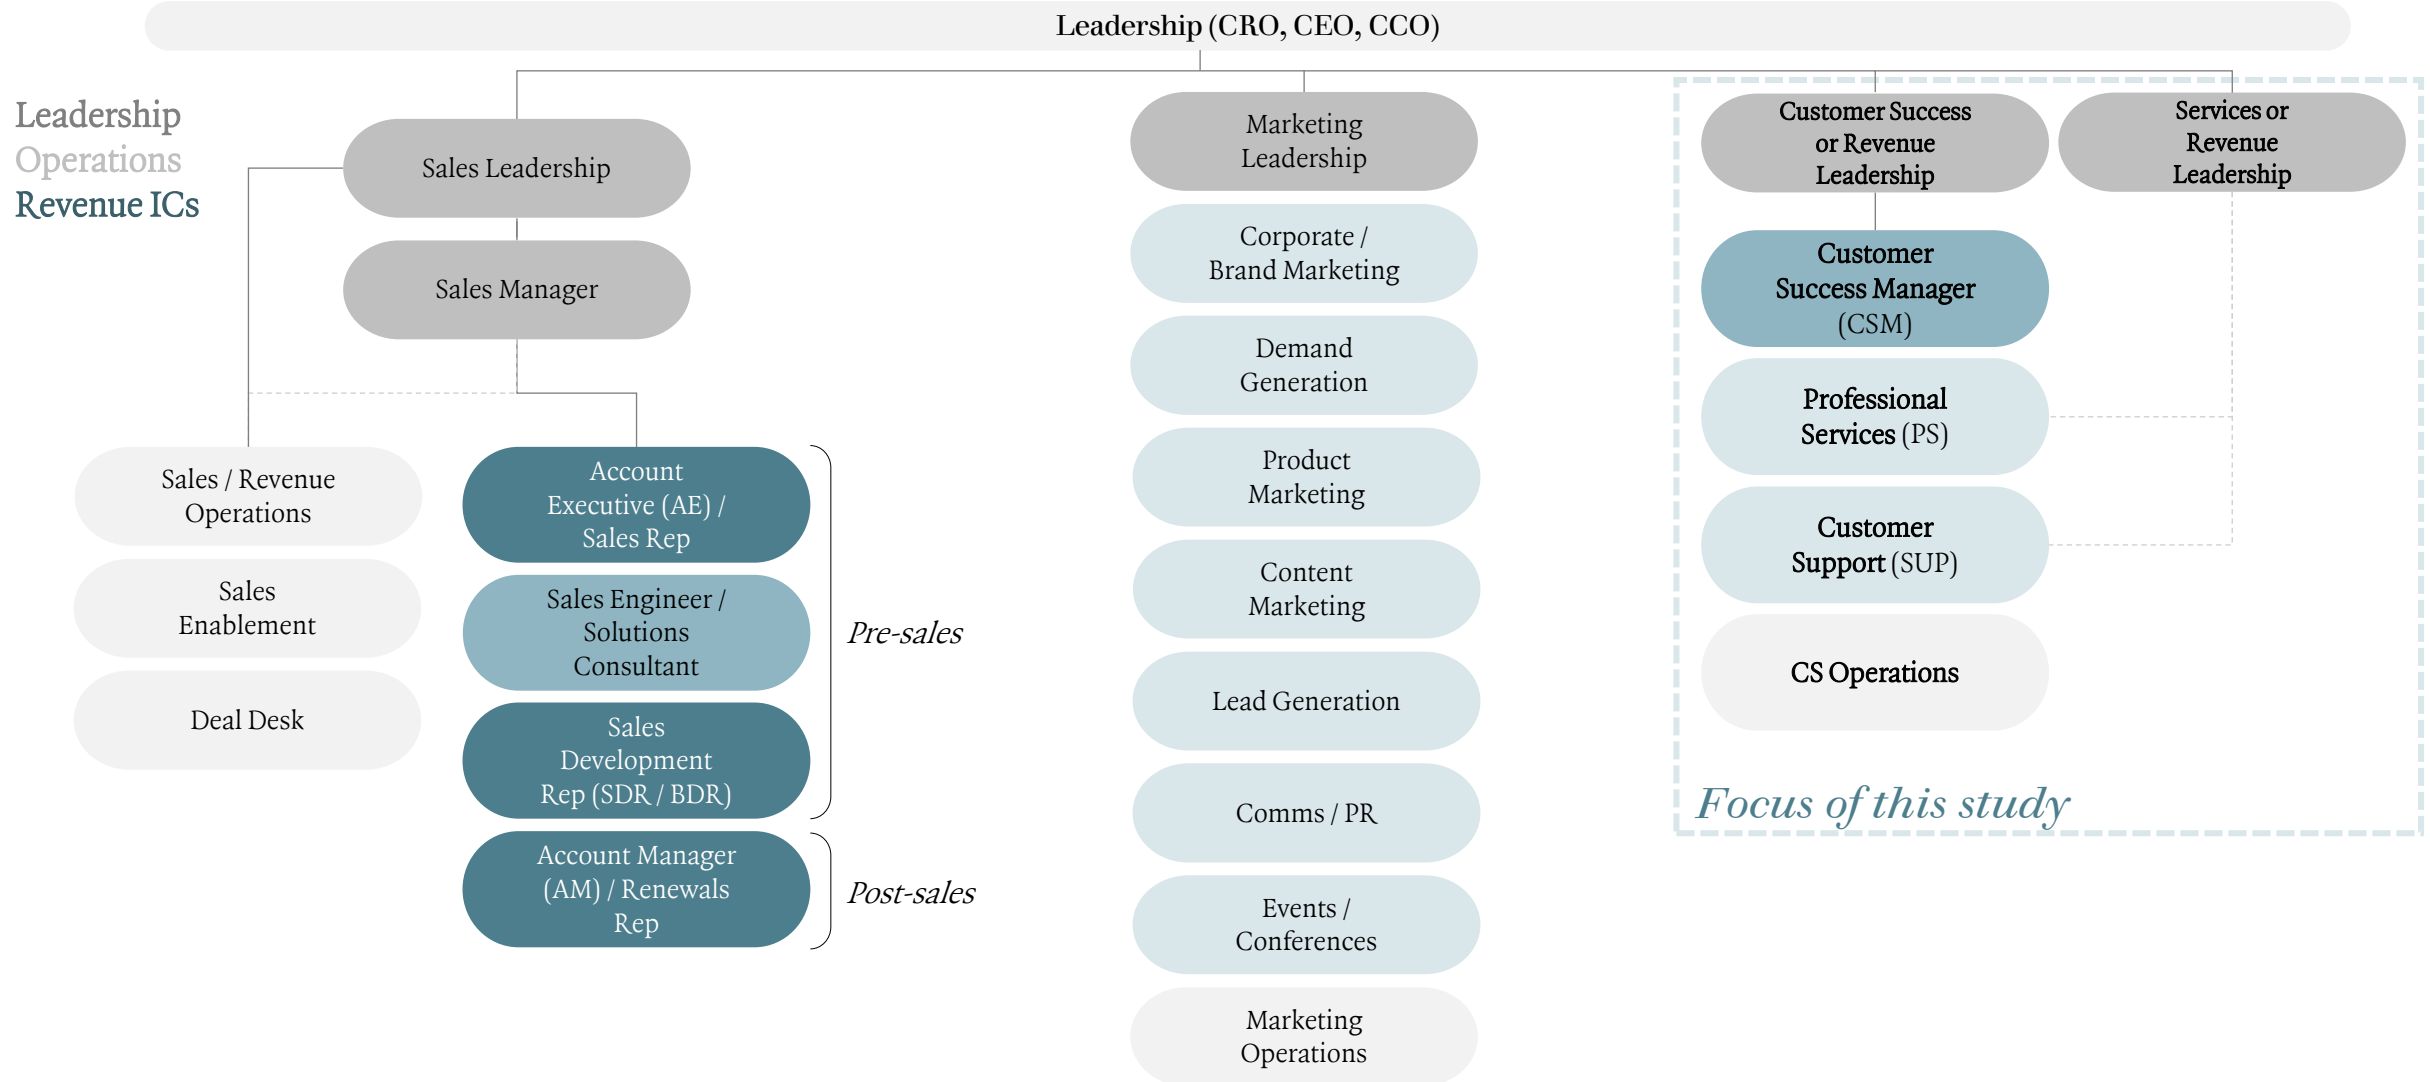 Leadership (CRO, CEO, CCO)
Leadership
Operations
Revenue ICs
Sales Leadership
Sales Manager
Sales / Revenue
Operations
Sales
Enablement
Deal Desk
Account
Executive (AE) /
Sales Rep
Sales Engineer /
Solutions
Consultant
Sales
Development
Rep (SDR / BDR)
Pre-sales
Account Manager
(AM) / Renewals
Rep
Post-sales
Marketing
Leadership
Corporate /
Brand Marketing
Demand
Generation
Product
Marketing
Content
Marketing
Lead Generation
Comms / PR
Events /
Conferences
Marketing
Operations
Customer Success
or Revenue
Leadership
Services or
Revenue
Leadership
Customer
Success Manager
(CSM)
Professional
Services (PS)
Customer
Support (SUP)
CS Operations
Focus of this study